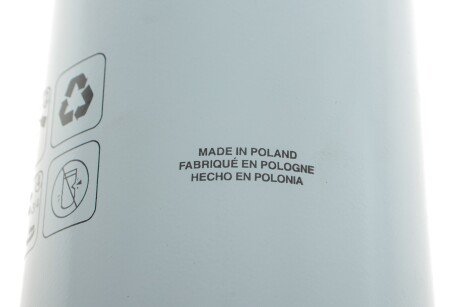 MADE IN POLAND
FABRIQUÉ EN POLOGNE
HECHO EN POLONIA